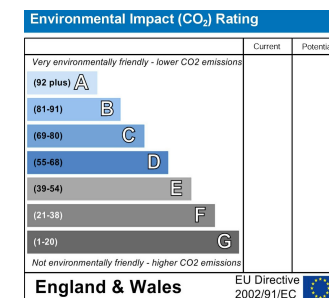 Environmental Impact (CO₂) Rating
Current Potentia
Very environmentally friendly - lower CO2 emissions
(92 plus) A
(81-91) B
(69-80) C
(55-68) D
(39-54) E
(21-38) F
(1-20) G
Not environmentally friendly - higher CO2 emissions
England & Wales
EU Directive
2002/91/EC